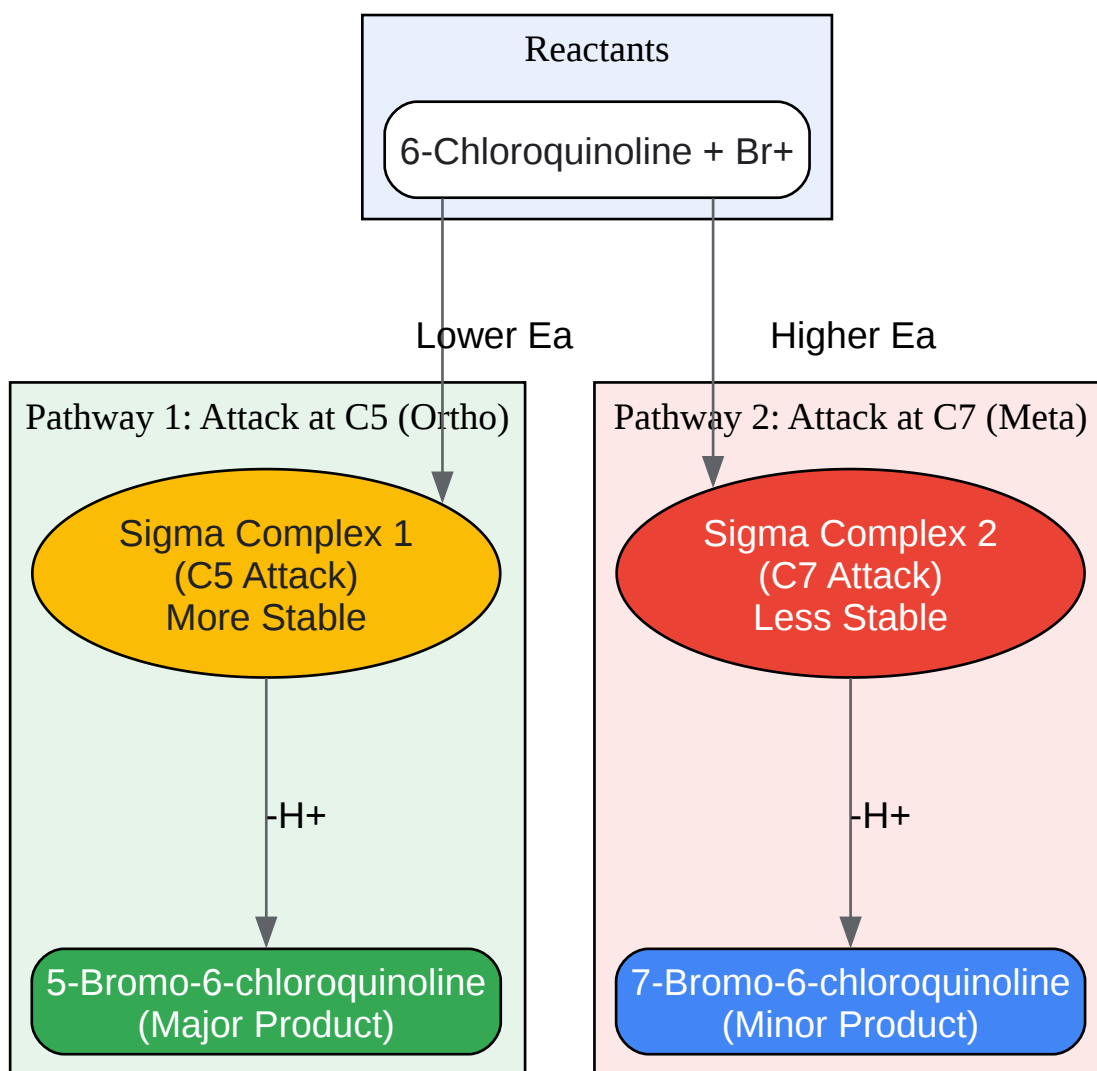 Reactants
6-Chloroquinoline + Br+
Lower Ea
Higher Ea
Pathway 1: Attack at C5 (Ortho)
Sigma Complex 1
(C5 Attack)
More Stable
-H+
5-Bromo-6-chloroquinoline
(Major Product)
Pathway 2: Attack at C7 (Meta)
Sigma Complex 2
(C7 Attack)
Less Stable
-H+
7-Bromo-6-chloroquinoline
(Minor Product)